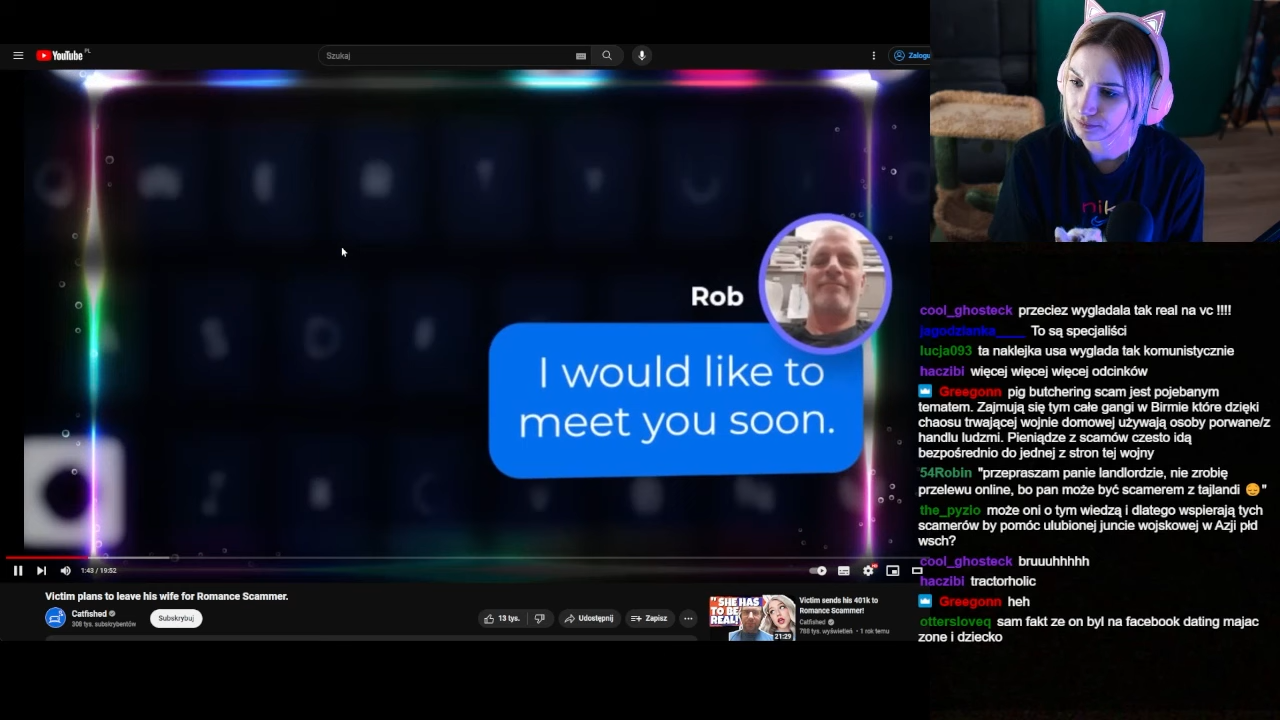 YouTube PL
Szukaj
Zalogu
Rob
I would like to
meet you soon.
1:43 / 19:52
Victim plans to leave his wife for Romance Scammer.
Catfished
308 tys. subskrybentów
Subskrybuj
13 tys.
Udostępnij
Zapisz
"SHE HAS
TO BE
REAL!"
21:29
Victim sends his 401k to
Romance Scammer!
Catfished
788 tys. wyświetleń • 1 rok temu
cool_ghosteck przeciez wygladala tak real na vc !!!!
jagodzianka____ To są specjaliści
lucja093 ta naklejka usa wyglada tak komunistycznie
haczibi więcej więcej więcej odcinków
Greegonn pig butchering scam jest pojebanym
tematem. Zajmują się tym całe gangi w Birmie które dzięki
chaosu trwającej wojnie domowej używają osoby porwane/z
handlu ludzmi. Pieniądze z scamów czesto idą
bezpośrednio do jednej z stron tej wojny
54Robin "przepraszam panie landlordzie, nie zrobię
przelewu online, bo pan może być scamerem z tajlandi 😔"
the_pyzio może oni o tym wiedzą i dlatego wspierają tych
scamerów by pomóc ulubionej juncie wojskowej w Azji płd
wsch?
cool_ghosteck bruuuhhhhh
haczibi tractorholic
Greegonn heh
ottersloveq sam fakt ze on byl na facebook dating majac
zone i dziecko